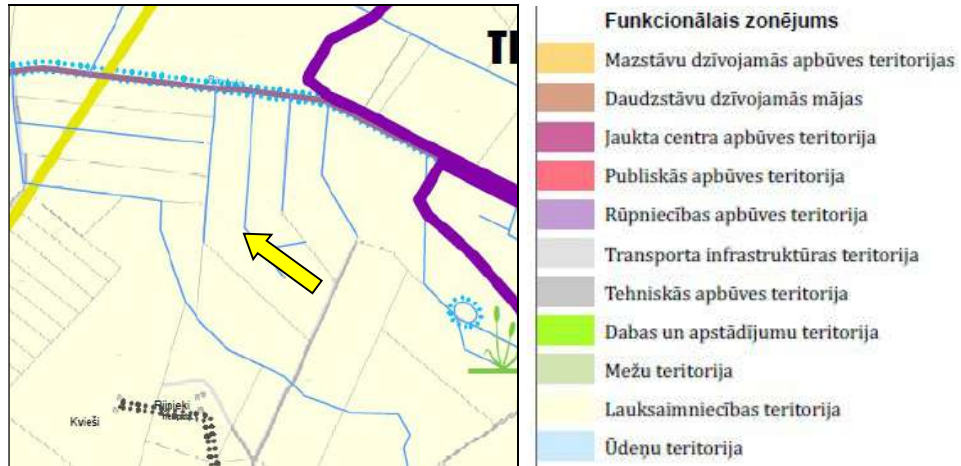 Kvieši
Funkcionālais zonējums
Mazstāvu dzīvojamās apbūves teritorijas
Daudzstāvu dzīvojamās mājas
Jaukta centra apbūves teritorija
Publiskās apbūves teritorija
Rūpniecības apbūves teritorija
Transporta infrastruktūras teritorija
Tehniskās apbūves teritorija
Dabas un apstādījumu teritorija
Mežu teritorija
Lauksaimniecības teritorija
Ūdeņu teritorija